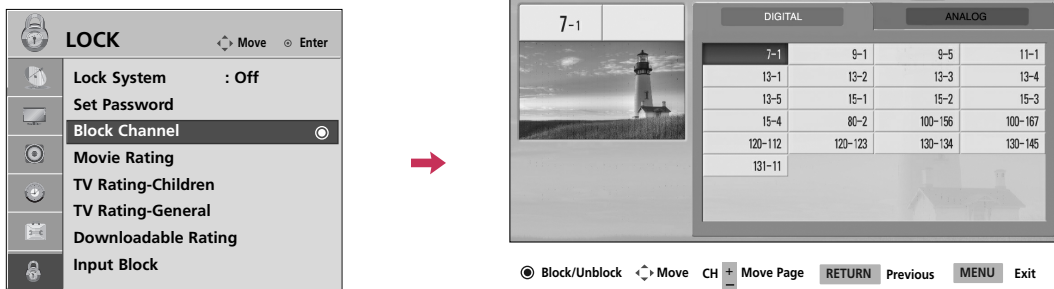 LOCK
Move Enter
Lock System : Off
Set Password
Block Channel
Movie Rating
TV Rating-Children
TV Rating-General
Downloadable Rating
Input Block
7-1
DIGITAL ANALOG
7-1 9-1 9-5 11-1
13-1 13-2 13-3 13-4
13-5 15-1 15-2 15-3
15-4 80-2 100-156 100-167
120-112 120-123 130-134 130-145
131-11
Block/Unblock Move CH + - Move Page RETURN Previous MENU Exit